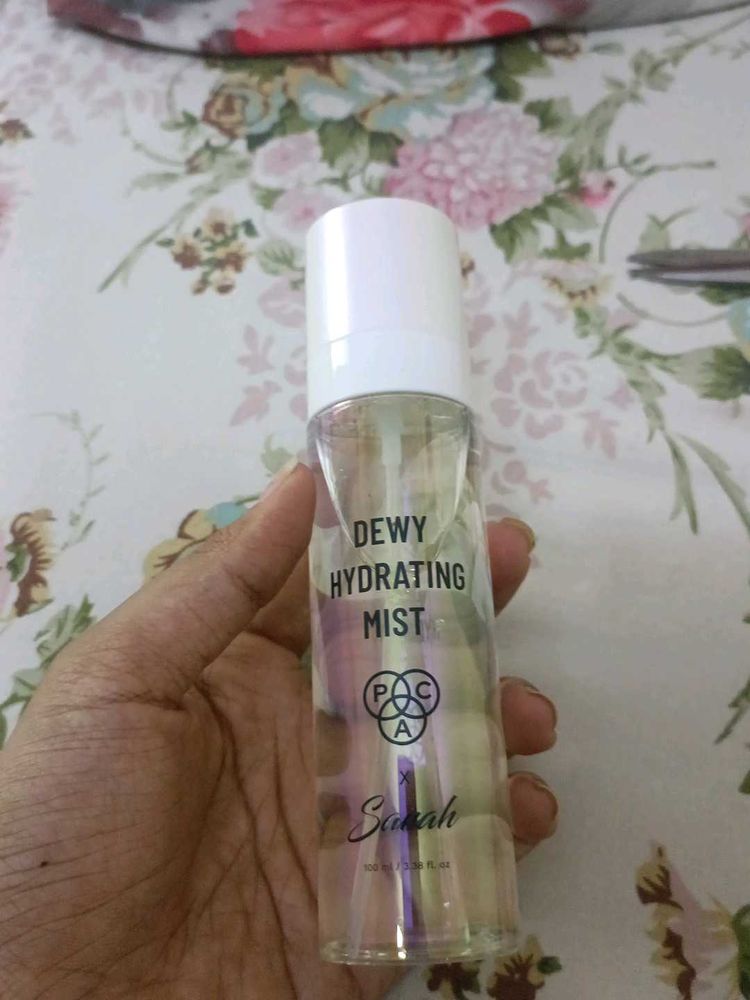 DEWY
HYDRATING
MIST
P C
A
X
Sanah
100 ml / 3.38 fl. oz